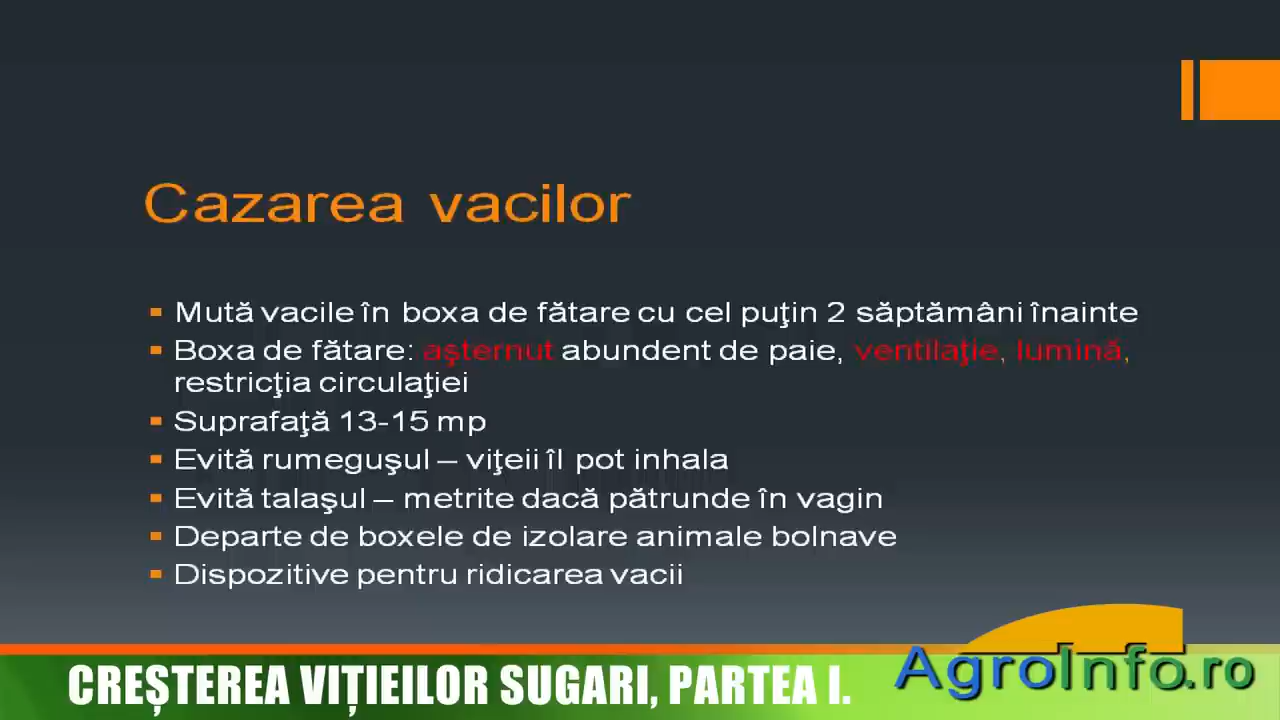 Cazarea vacilor
Mută vacile în boxa de fătare cu cel puţin 2 săptămâni înainte
Boxa de fătare: aşternut abundent de paie, ventilaţie, lumină,
restricţia circulaţiei
Suprafaţă 13-15 mp
Evită rumeguşul – viţeii îl pot inhala
Evită talaşul – metrite dacă pătrunde în vagin
Departe de boxele de izolare animale bolnave
Dispozitive pentru ridicarea vacii
CREȘTEREA VIȚIEILOR SUGARI, PARTEA I.
AgroInfo.ro